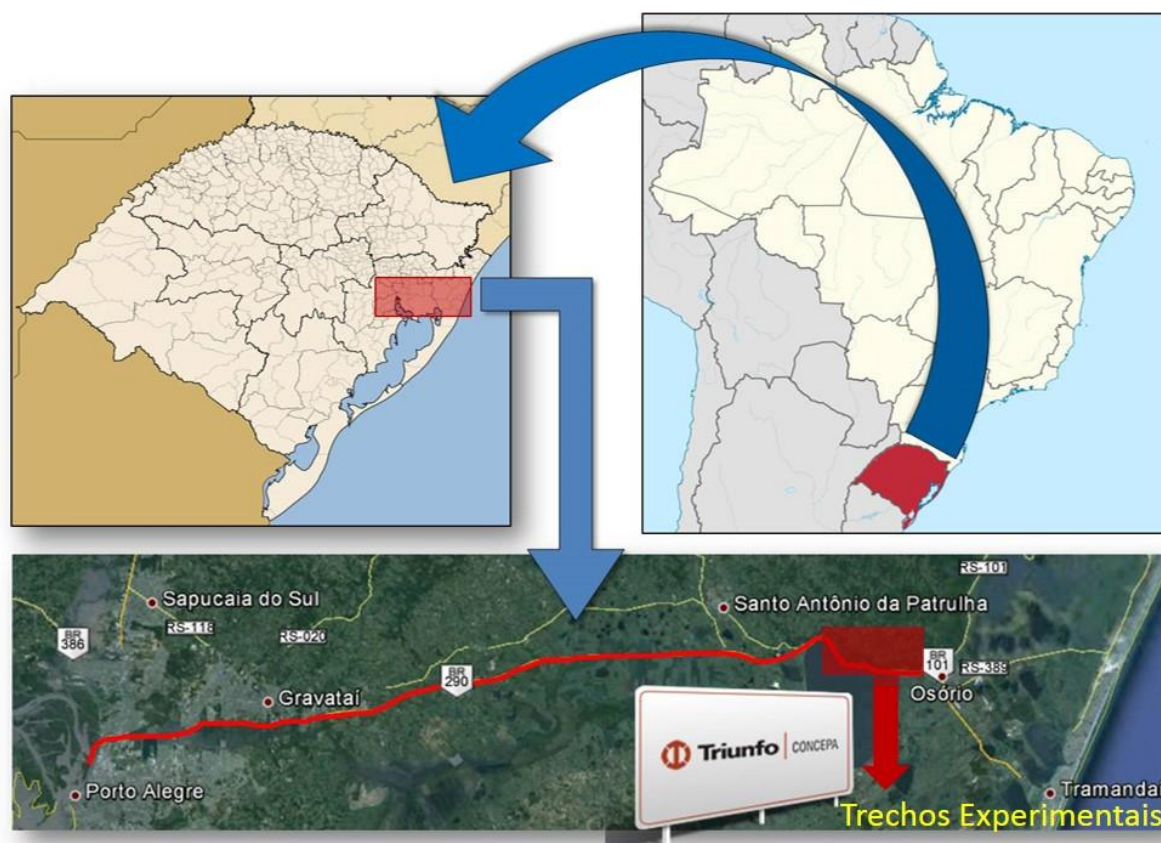 RS-101
Sapucaia do Sul
Santo Antônio da Patrulha
BR
386
RS-118
RS-020
BR
101
RS-389
BR
290
Osório
Gravataí
Triunfo | CONCEPA
Porto Alegre
Tramandaí
Trechos Experimentais